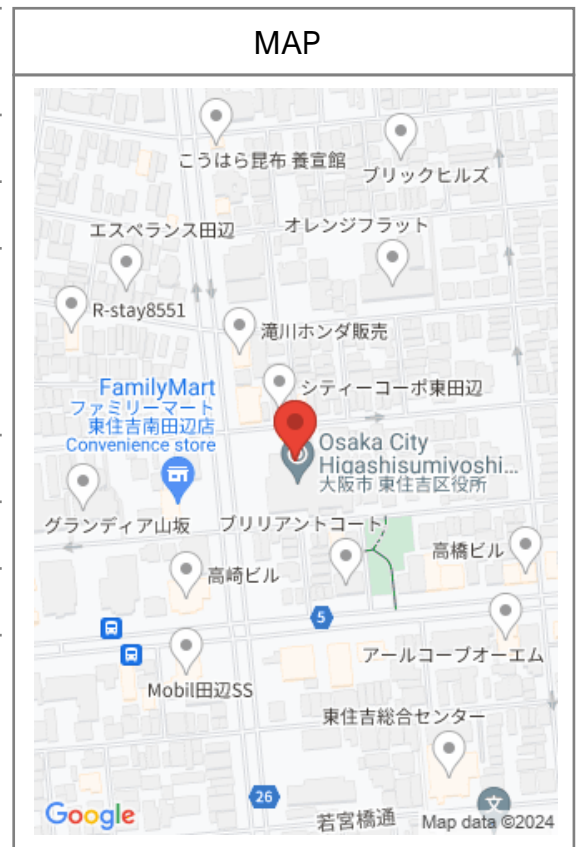 MAP
こうはら昆布 養宣館
ブリックヒルズ
エスペランス田辺
オレンジフラット
R-stay8551
滝川ホンダ販売
FamilyMart
ファミリーマート
東住吉南田辺店
Convenience store
シティーコーポ東田辺
Osaka City
Higashisumiyoshi...
大阪市 東住吉区役所
グランディア山坂
ブリリアントコート
高橋ビル
高崎ビル
5
アールコーブオーエム
Mobil田辺SS
東住吉総合センター
26
文
Google
若宮橋通
Map data ©2024